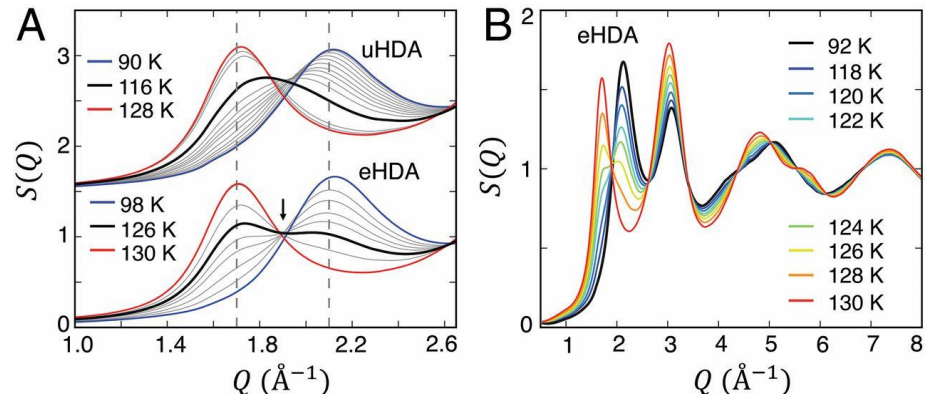 A
S(Q)
3
2
1
0
90 K
116 K
128 K
uHDA
98 K
126 K
130 K
eHDA
1.0
1.4
1.8
2.2
2.6
Q (Å⁻¹)
B
S(Q)
2
1
0
eHDA
92 K
118 K
120 K
122 K
124 K
126 K
128 K
130 K
1
2
3
4
5
6
7
8
Q (Å⁻¹)